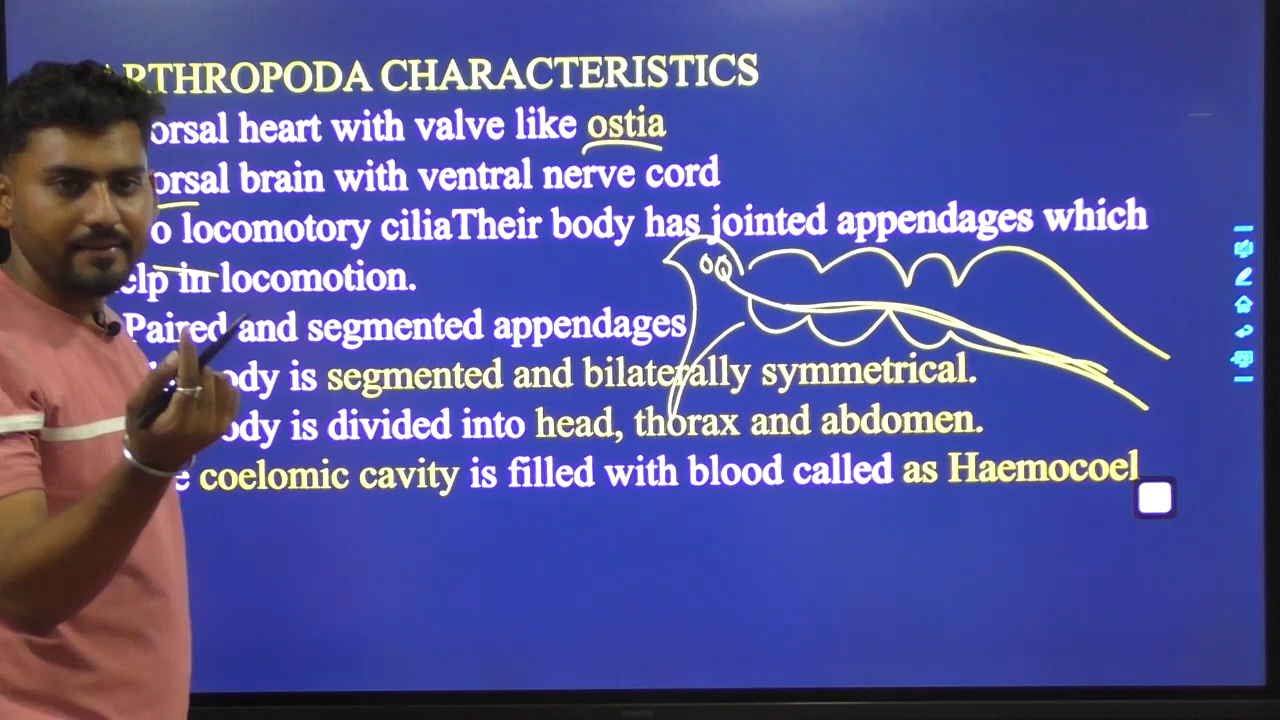 ARTHROPODA CHARACTERISTICS
orsal heart with valve like ostia
orsal brain with ventral nerve cord
o locomotory ciliaTheir body has jointed appendages which
elp in locomotion.
Paired and segmented appendages
ody is segmented and bilaterally symmetrical.
ody is divided into head, thorax and abdomen.
e coelomic cavity is filled with blood called as Haemocoel